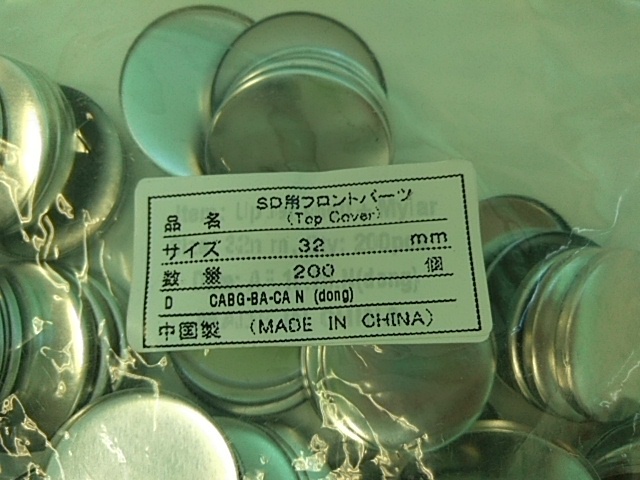 SD用フロントパーツ
品 名 (Top Cover)
サイズ 32 mm
数 量 200 個
D CABG-BA-CA N (dong)
中国製 (MADE IN CHINA)